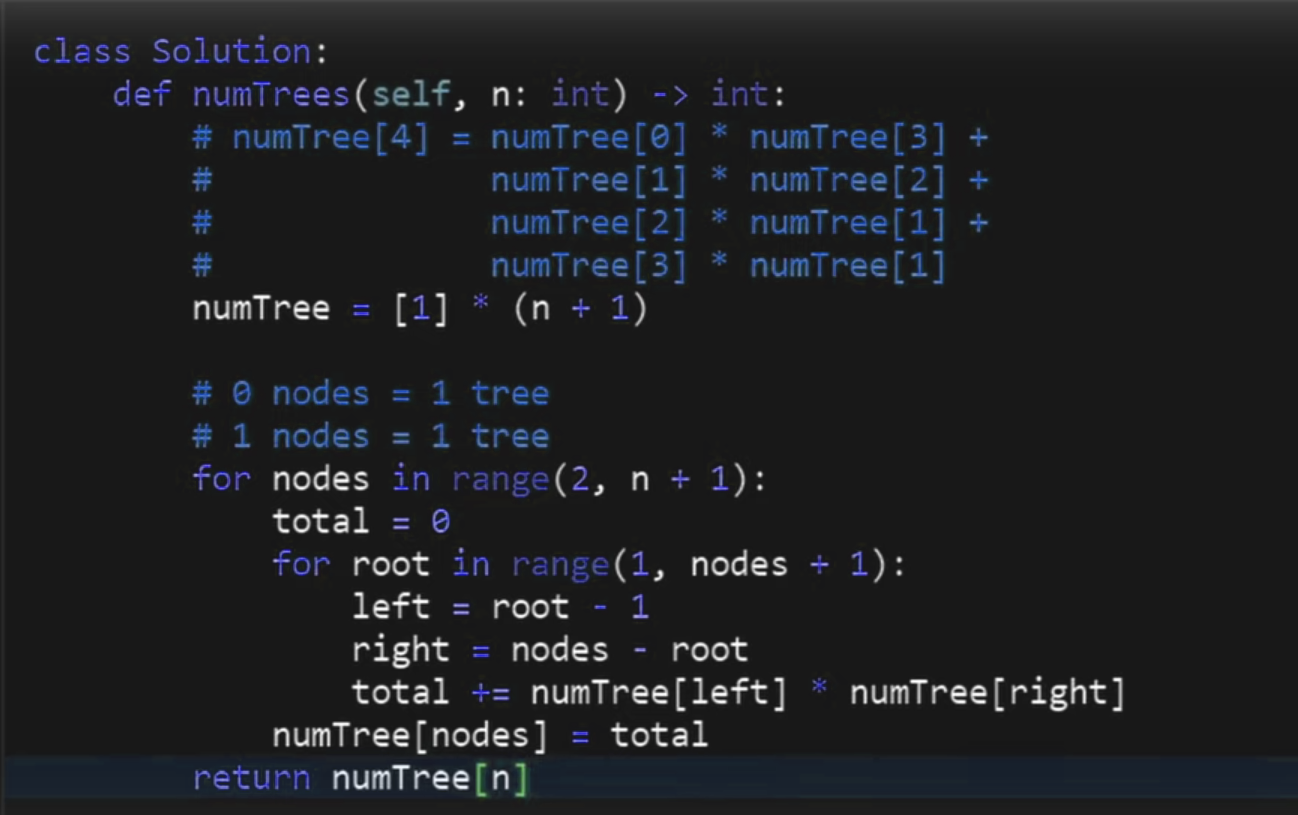 class Solution:
    def numTrees(self, n: int) -> int:
        # numTree[4] = numTree[0] * numTree[3] +
        #              numTree[1] * numTree[2] +
        #              numTree[2] * numTree[1] +
        #              numTree[3] * numTree[1]
        numTree = [1] * (n + 1)
        # 0 nodes = 1 tree
        # 1 nodes = 1 tree
        for nodes in range(2, n + 1):
            total = 0
            for root in range(1, nodes + 1):
                left = root - 1
                right = nodes - root
                total += numTree[left] * numTree[right]
            numTree[nodes] = total
        return numTree[n]